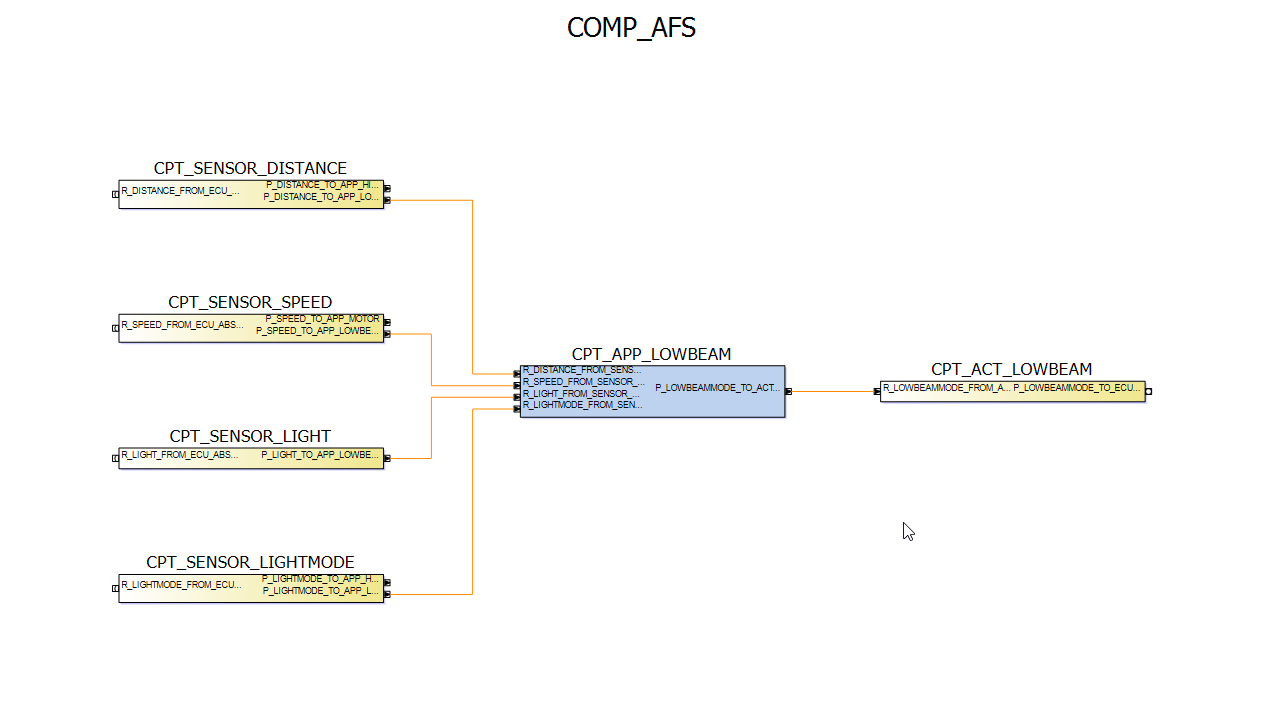 COMP_AFS
CPT_SENSOR_DISTANCE
R_DISTANCE_FROM_ECU_...
P_DISTANCE_TO_APP_HI...
P_DISTANCE_TO_APP_LO...
CPT_SENSOR_SPEED
R_SPEED_FROM_ECU_ABS...
P_SPEED_TO_APP_MOTOR
P_SPEED_TO_APP_LOWBE...
CPT_SENSOR_LIGHT
R_LIGHT_FROM_ECU_ABS...
P_LIGHT_TO_APP_LOWBE...
CPT_SENSOR_LIGHTMODE
R_LIGHTMODE_FROM_ECU...
P_LIGHTMODE_TO_APP_H...
P_LIGHTMODE_TO_APP_L...
CPT_APP_LOWBEAM
R_DISTANCE_FROM_SENS...
R_SPEED_FROM_SENSOR_...
R_LIGHT_FROM_SENSOR_...
R_LIGHTMODE_FROM_SEN...
P_LOWBEAMMODE_TO_ACT...
CPT_ACT_LOWBEAM
R_LOWBEAMMODE_FROM_A...
P_LOWBEAMMODE_TO_ECU...